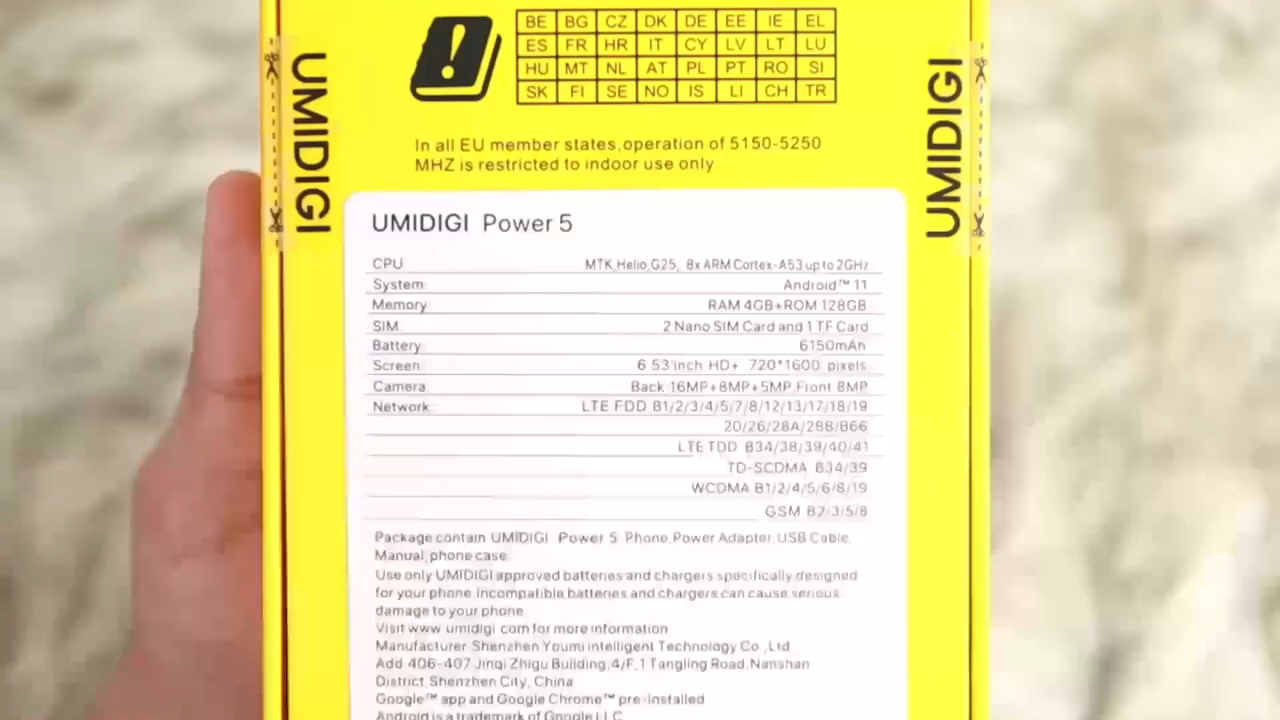 BE BG CZ DK DE EE IE EL
ES FR HR IT CY LV LT LU
HU MT NL AT PL PT RO SI
SK FI SE NO IS LI CH TR
UMIDIGI
UMIDIGI
In all EU member states, operation of 5150-5250
MHZ is restricted to indoor use only
UMIDIGI Power 5
CPU MTK,Helio,G25, 8x ARM Cortex-A53 up to 2GHz
System Android™ 11
Memory RAM 4GB+ROM 128GB
SIM 2 Nano SIM Card and 1 TF Card
Battery 6150mAh
Screen 6.53 inch HD+ 720*1600 pixels
Camera Back 16MP+8MP+5MP Front 8MP
Network LTE FDD B1/2/3/4/5/7/8/12/13/17/18/19
20/26/28A/28B/B66
LTE TDD B34/38/39/40/41
TD-SCDMA B34/39
WCDMA B1/2/4/5/6/8/19
GSM B2/3/5/8
Package contain UMIDIGI Power 5 Phone, Power Adapter, USB Cable,
Manual, phone case.
Use only UMIDIGI approved batteries and chargers specifically designed
for your phone. Incompatible batteries and chargers can cause serious
damage to your phone
Visit www.umidigi.com for more information
Manufacturer Shenzhen Youmi intelligent Technology Co.,Ltd
Add 406-407 Jinqi Zhigu Building,4/F,1 Tangling Road,Nanshan
District, Shenzhen City, China
Google™ app and Google Chrome™ pre-installed
Android is a trademark of Google LLC